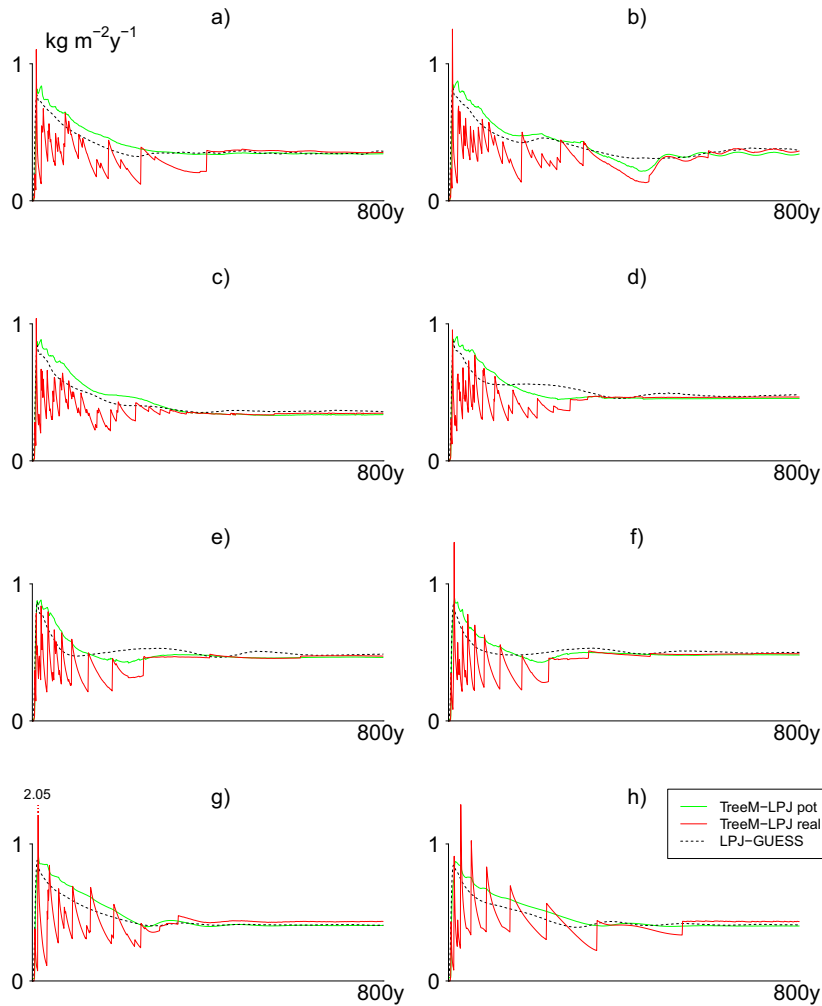 a)
b)
kg m−2y−1
1
1
0
0
800y
800y
c)
d)
1
1
0
0
800y
800y
e)
f)
1
1
0
0
800y
800y
2.05
g)
h)
TreeM−LPJ pot
TreeM−LPJ real
LPJ−GUESS
1
1
0
0
800y
800y